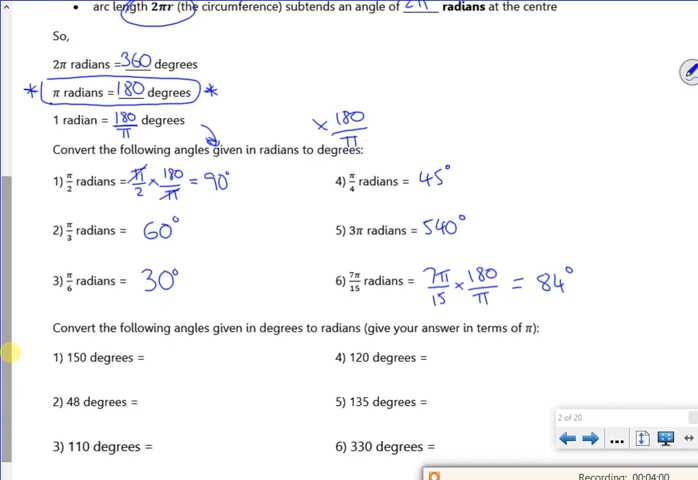 • arc length 2πr (the circumference) subtends an angle of 2π radians at the centre
So,
2π radians = 360 degrees
* π radians = 180 degrees *
1 radian = 180/π degrees
× 180/π
Convert the following angles given in radians to degrees:
1) π/2 radians = π/2 × 180/π = 90°
4) π/4 radians = 45°
2) π/3 radians = 60°
5) 3π radians = 540°
3) π/6 radians = 30°
6) 7π/15 radians = 7π/15 × 180/π = 84°
Convert the following angles given in degrees to radians (give your answer in terms of π):
1) 150 degrees =
4) 120 degrees =
2) 48 degrees =
5) 135 degrees =
3) 110 degrees =
6) 330 degrees =
2 of 20
...
Recording: 00:04:00